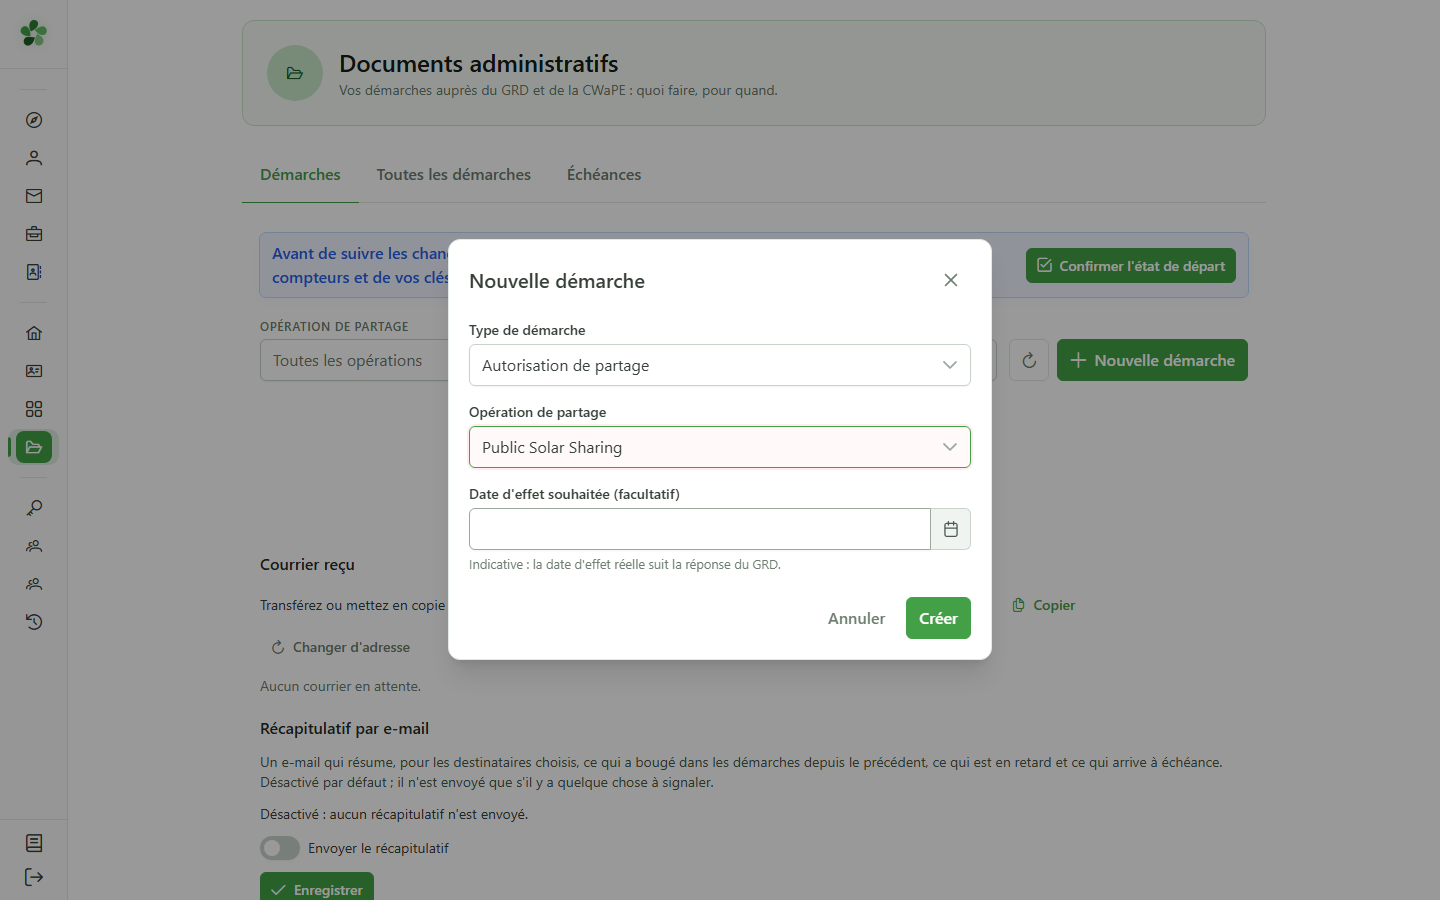 Documents administratifs
Vos démarches auprès du GRD et de la CWaPE : quoi faire, pour quand.
Démarches
Toutes les démarches
Échéances
Avant de suivre les
compteurs et de vos clés
Confirmer l'état de départ
OPÉRATION DE PARTAGE
Toutes les opérations
Nouvelle démarche
Nouvelle démarche
Type de démarche
Autorisation de partage
Opération de partage
Public Solar Sharing
Date d'effet souhaitée (facultatif)
Indicative : la date d'effet réelle suit la réponse du GRD.
Annuler
Créer
Courrier reçu
Transférez ou mettez en copie
Copier
Changer d'adresse
Aucun courrier en attente.
Récapitulatif par e-mail
Un e-mail qui résume, pour les destinataires choisis, ce qui a bougé dans les démarches depuis le précédent, ce qui est en retard et ce qui arrive à échéance.
Désactivé par défaut ; il n'est envoyé que s'il y a quelque chose à signaler.
Désactivé : aucun récapitulatif n'est envoyé.
Envoyer le récapitulatif
Enregistrer